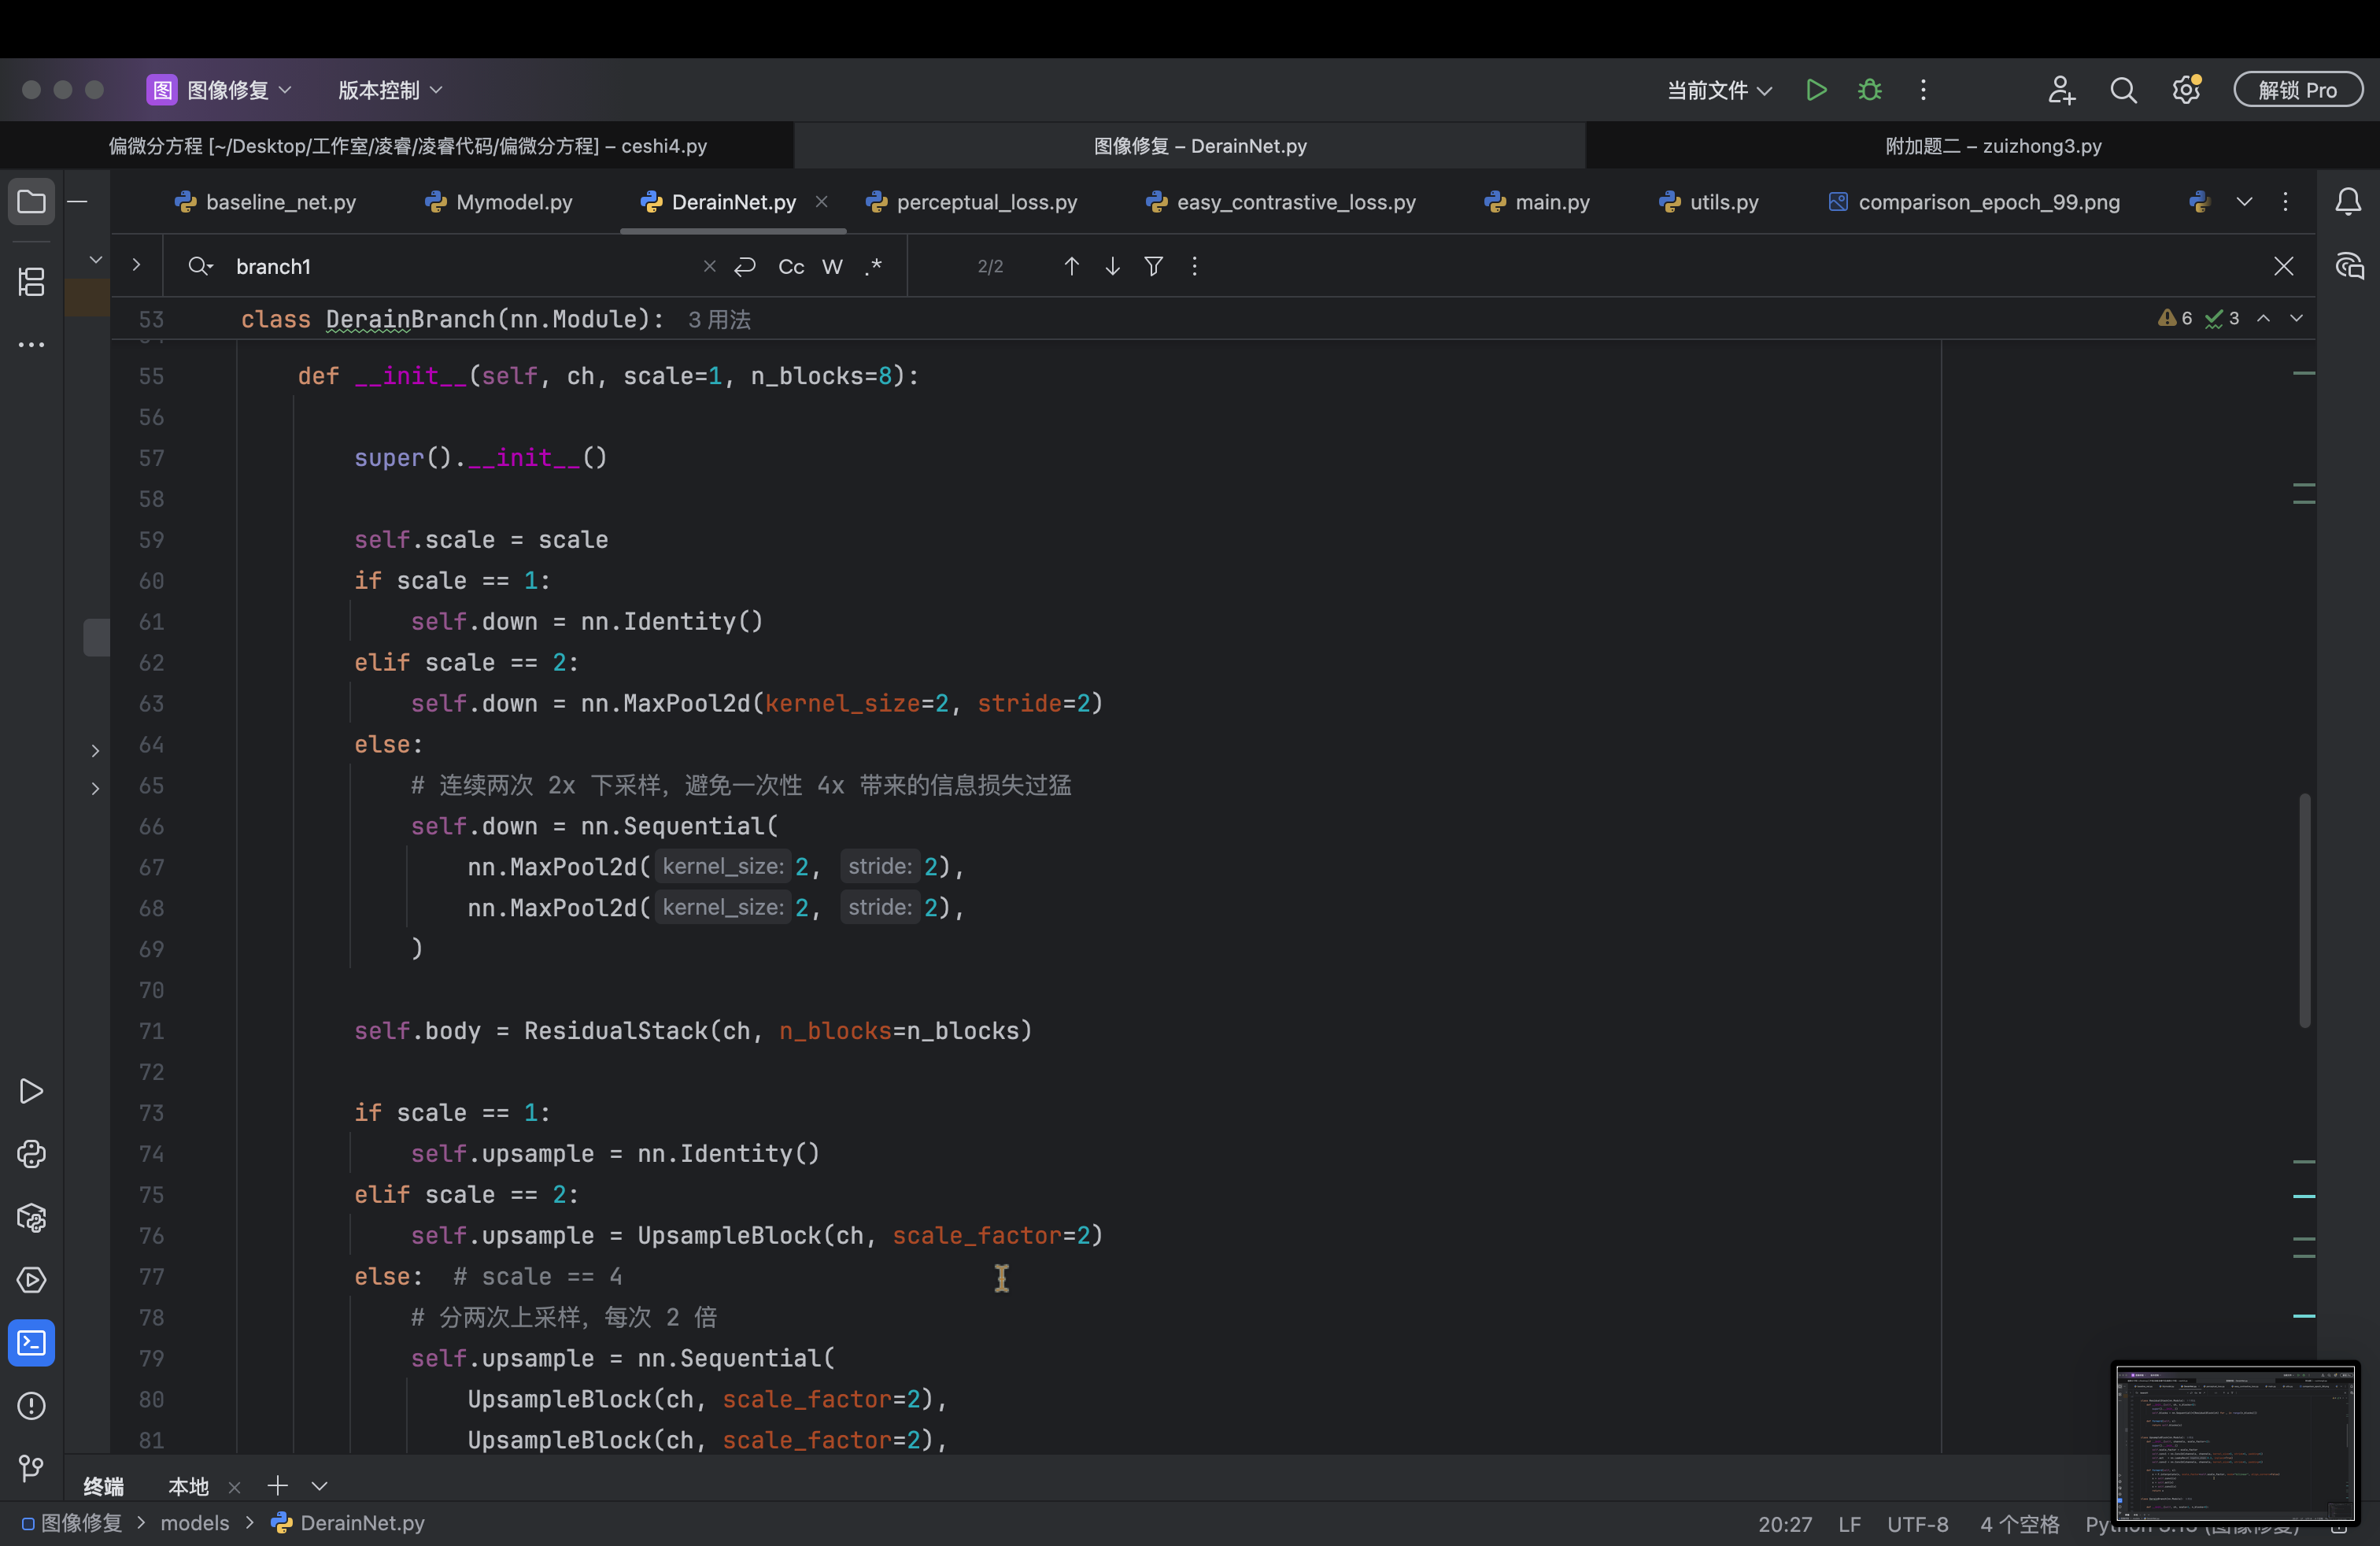 图 图像修复 版本控制 当前文件 解锁 Pro
偏微分方程 [~/Desktop/工作室/凌睿/凌睿代码/偏微分方程] – ceshi4.py 图像修复 – DerainNet.py 附加题二 – zuizhong3.py
baseline_net.py Mymodel.py DerainNet.py perceptual_loss.py easy_contrastive_loss.py main.py utils.py comparison_epoch_99.png
branch1 Cc W .* 2/2
53 class DerainBranch(nn.Module): 3 用法 6 3
55 def __init__(self, ch, scale=1, n_blocks=8):
56
57 super().__init__()
58
59 self.scale = scale
60 if scale == 1:
61 self.down = nn.Identity()
62 elif scale == 2:
63 self.down = nn.MaxPool2d(kernel_size=2, stride=2)
64 else:
65 # 连续两次 2x 下采样，避免一次性 4x 带来的信息损失过猛
66 self.down = nn.Sequential(
67 nn.MaxPool2d( kernel_size: 2, stride: 2),
68 nn.MaxPool2d( kernel_size: 2, stride: 2),
69 )
70
71 self.body = ResidualStack(ch, n_blocks=n_blocks)
72
73 if scale == 1:
74 self.upsample = nn.Identity()
75 elif scale == 2:
76 self.upsample = UpsampleBlock(ch, scale_factor=2)
77 else: # scale == 4
78 # 分两次上采样，每次 2 倍
79 self.upsample = nn.Sequential(
80 UpsampleBlock(ch, scale_factor=2),
81 UpsampleBlock(ch, scale_factor=2),
终端 本地
图像修复 > models > DerainNet.py 20:27 LF UTF-8 4 个空格